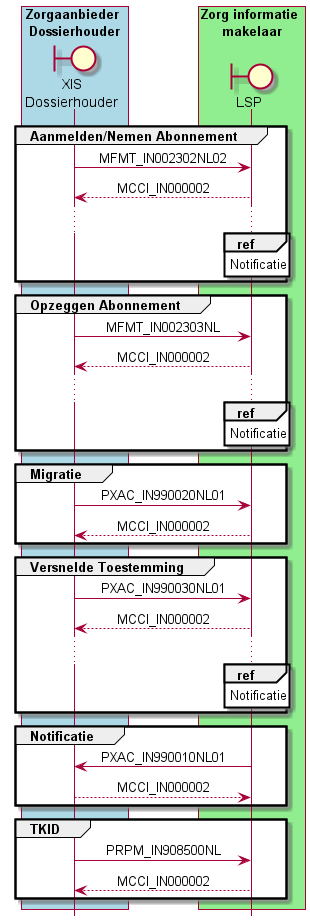 Zorgaanbieder
Dossierhouder
Zorg informatie
makelaar
XIS
Dossierhouder
LSP
Aanmelden/Nemen Abonnement
MFMT_IN002302NL02
MCCI_IN000002
ref
Notificatie
Opzeggen Abonnement
MFMT_IN002303NL
MCCI_IN000002
ref
Notificatie
Migratie
PXAC_IN990020NL01
MCCI_IN000002
Versnelde Toestemming
PXAC_IN990030NL01
MCCI_IN000002
ref
Notificatie
Notificatie
PXAC_IN990010NL01
MCCI_IN000002
TKID
PRPM_IN908500NL
MCCI_IN000002